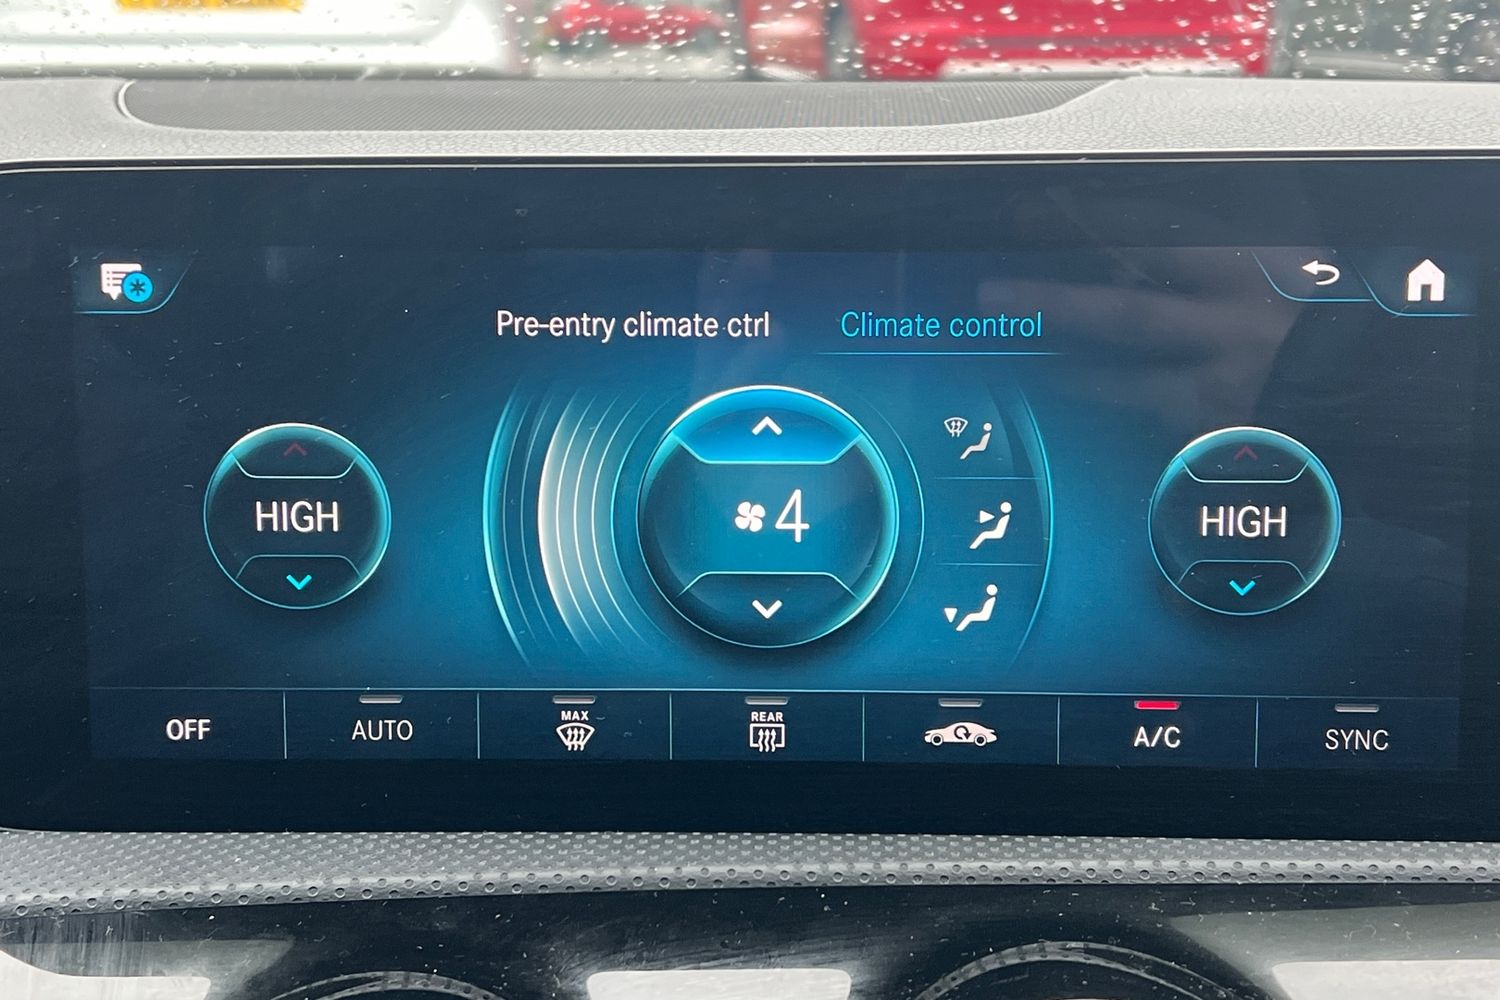 Pre-entry climate ctrl Climate control
HIGH
4
HIGH
OFF
AUTO
MAX
REAR
A/C
SYNC